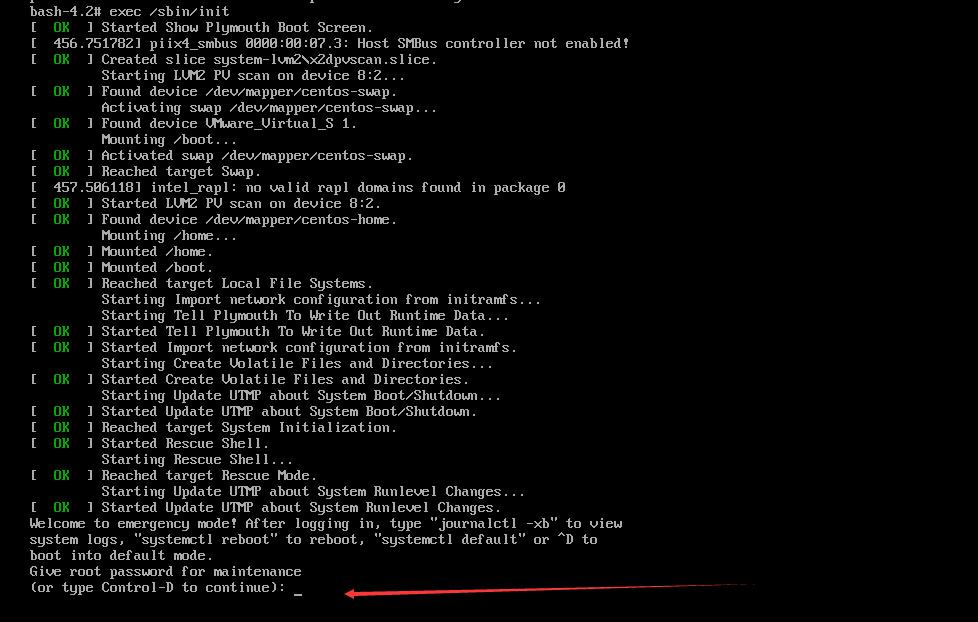 bash-4.2# exec /sbin/init
[  OK  ] Started Show Plymouth Boot Screen.
[  456.751782] piix4_smbus 0000:00:07.3: Host SMBus controller not enabled!
[  OK  ] Created slice system-lvm2\x2dpvscan.slice.
         Starting LVM2 PV scan on device 8:2...
[  OK  ] Found device /dev/mapper/centos-swap.
         Activating swap /dev/mapper/centos-swap...
[  OK  ] Found device VMware_Virtual_S 1.
         Mounting /boot...
[  OK  ] Activated swap /dev/mapper/centos-swap.
[  OK  ] Reached target Swap.
[  457.506118] intel_rapl: no valid rapl domains found in package 0
[  OK  ] Started LVM2 PV scan on device 8:2.
[  OK  ] Found device /dev/mapper/centos-home.
         Mounting /home...
[  OK  ] Mounted /home.
[  OK  ] Mounted /boot.
[  OK  ] Reached target Local File Systems.
         Starting Import network configuration from initramfs...
         Starting Tell Plymouth To Write Out Runtime Data...
[  OK  ] Started Tell Plymouth To Write Out Runtime Data.
[  OK  ] Started Import network configuration from initramfs.
         Starting Create Volatile Files and Directories...
[  OK  ] Started Create Volatile Files and Directories.
         Starting Update UTMP about System Boot/Shutdown...
[  OK  ] Started Update UTMP about System Boot/Shutdown.
[  OK  ] Reached target System Initialization.
[  OK  ] Started Rescue Shell.
         Starting Rescue Shell...
[  OK  ] Reached target Rescue Mode.
         Starting Update UTMP about System Runlevel Changes...
[  OK  ] Started Update UTMP about System Runlevel Changes.
Welcome to emergency mode! After logging in, type "journalctl -xb" to view
system logs, "systemctl reboot" to reboot, "systemctl default" or ^D to
boot into default mode.
Give root password for maintenance
(or type Control-D to continue): _